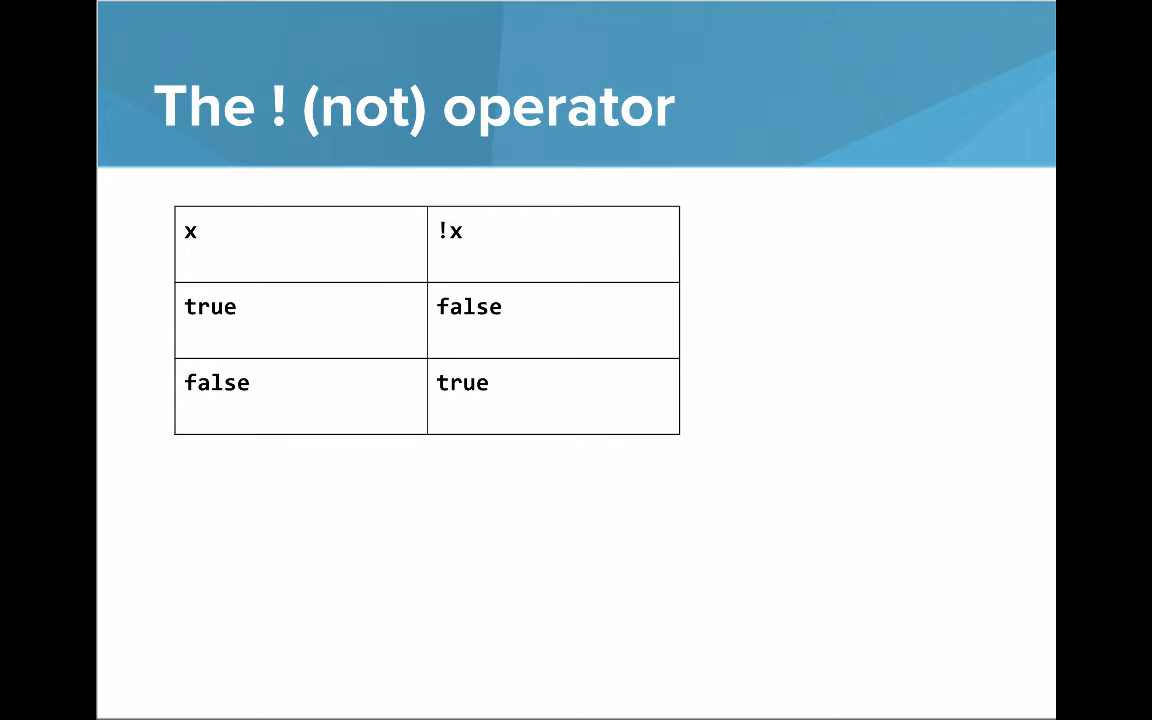 The ! (not) operator
x !x
true false
false true